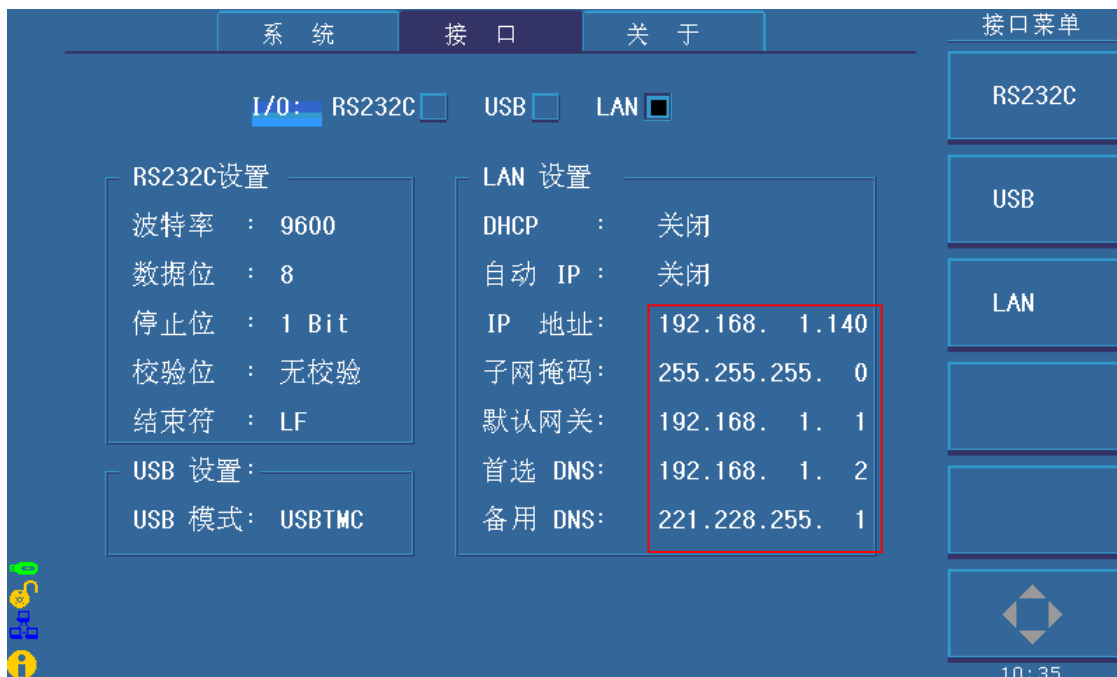 系 统 接 口 关 于 接口菜单
I/O: RS232C USB LAN
RS232C
RS232C设置
波特率 : 9600
数据位 : 8
停止位 : 1 Bit
校验位 : 无校验
结束符 : LF
USB 设置:
USB 模式: USBTMC
LAN 设置
DHCP : 关闭
自动 IP : 关闭
IP 地址: 192.168. 1.140
子网掩码: 255.255.255. 0
默认网关: 192.168. 1. 1
首选 DNS: 192.168. 1. 2
备用 DNS: 221.228.255. 1
USB
LAN
10:35